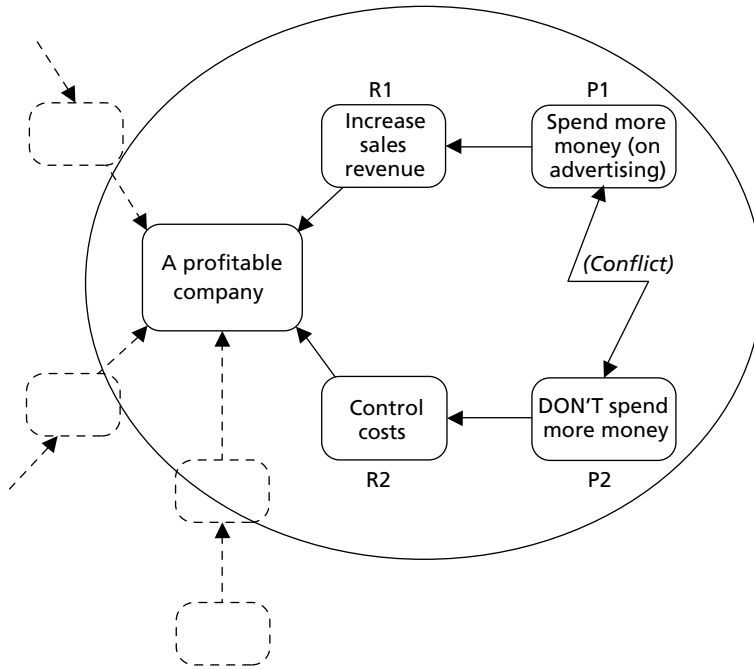 R1
Increase
sales
revenue
P1
Spend more
money (on
advertising)
A profitable
company
(Conflict)
Control
costs
R2
DON’T spend
more money
P2